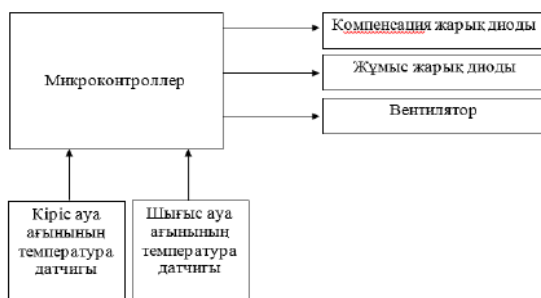 Компенсация жарық диоды
Жұмыс жарық диоды
Микроконтроллер
Вентилятор
Кіріс ауа
ағынының
температура
датчигы
Шығыс ауа
ағынының
температура
датчигы